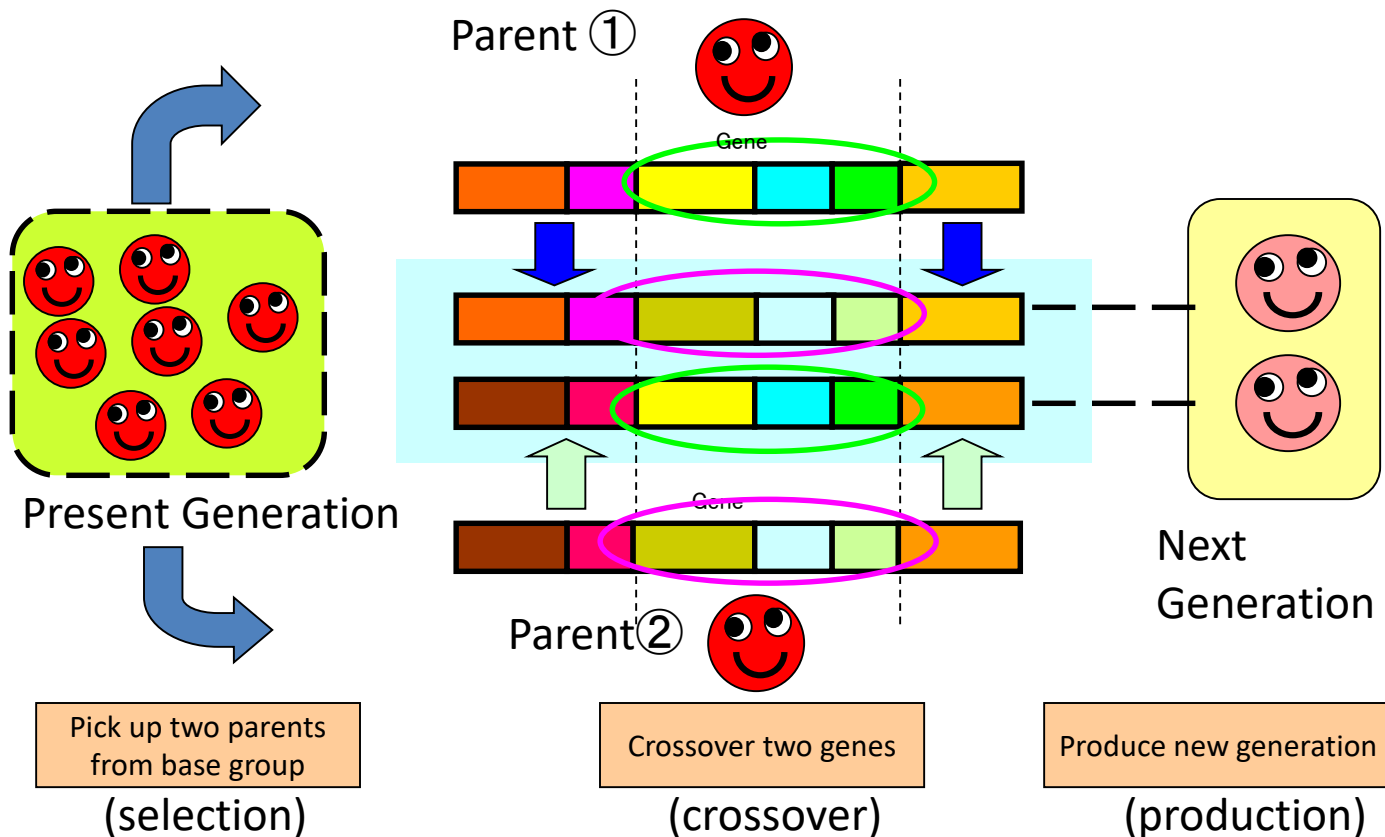 Parent ①
Gene
Present Generation
Gene
Parent②
Next
Generation
Pick up two parents
from base group
(selection)
Crossover two genes
(crossover)
Produce new generation
(production)